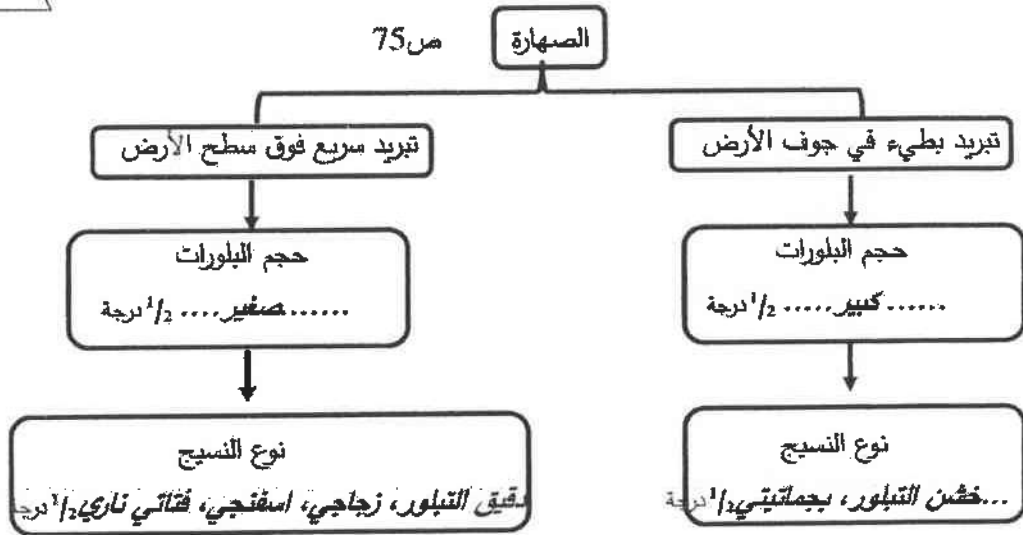 الصهارة ص75
تبريد بطيء في جوف الأرض
تبريد سريع فوق سطح الأرض
حجم البلورات
......كبير..... 1/2 درجة
حجم البلورات
.......صغير.... 1/2 درجة
نوع النسيج
...خشن التبلور، بجماتيتي 1/2 درجة
نوع النسيج
دقيق التبلور، زجاجي، اسفنجي، فتاتي ناري 1/2 درجة